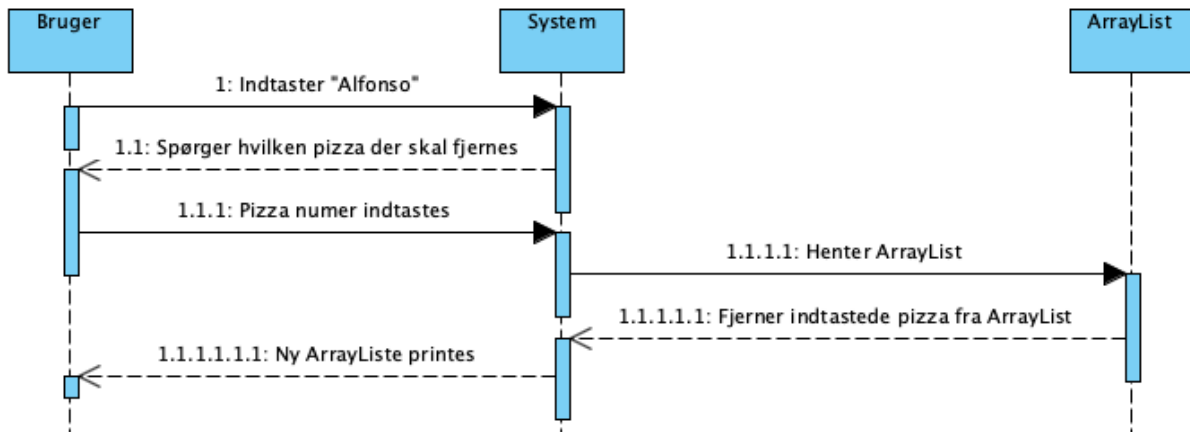 Bruger
System
ArrayList
1: Indtaster "Alfonso"
1.1: Spørger hvilken pizza der skal fjernes
1.1.1: Pizza numer indtastes
1.1.1.1: Henter ArrayList
1.1.1.1.1: Fjerner indtastede pizza fra ArrayList
1.1.1.1.1.1: Ny ArrayListe printes